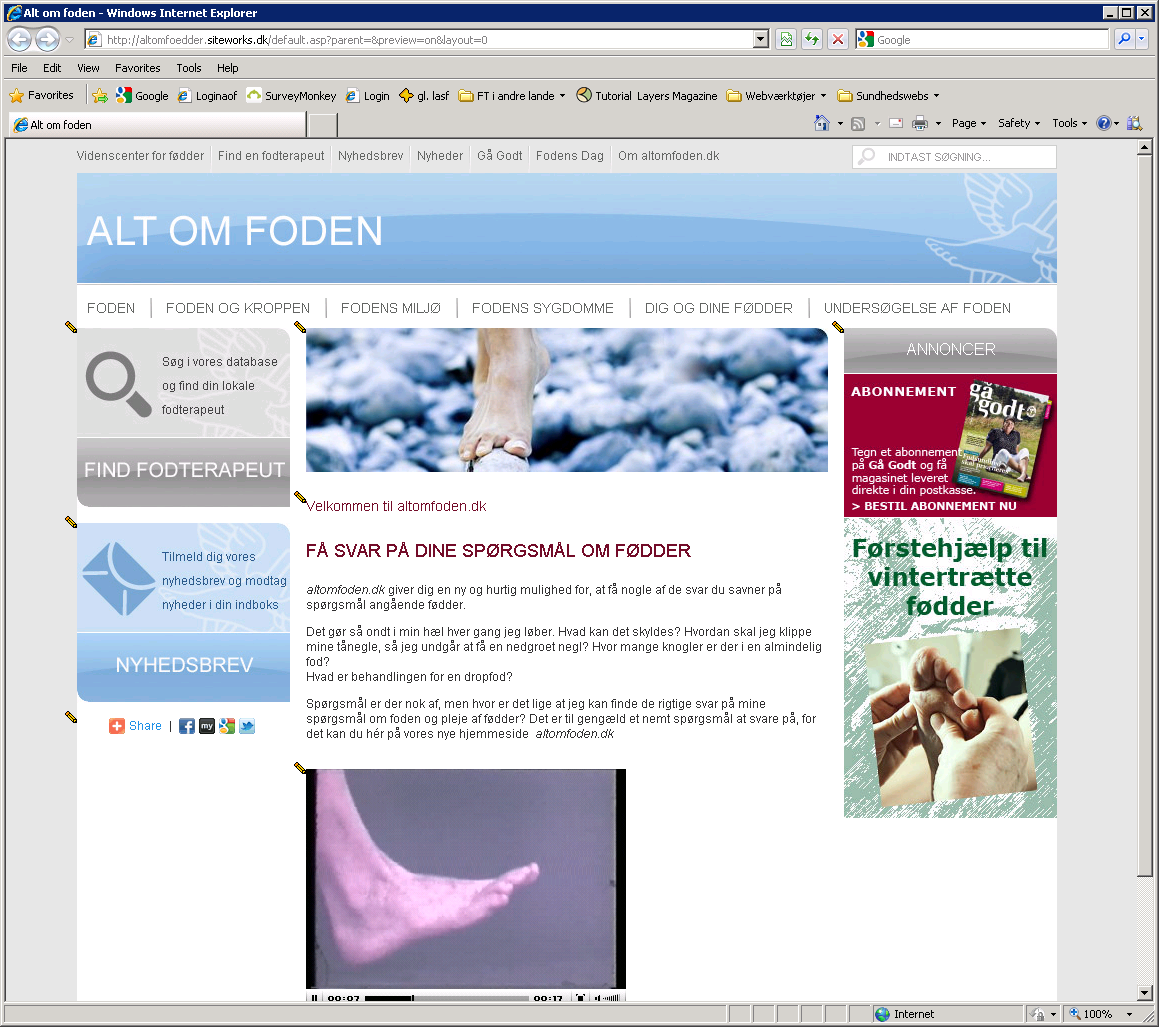 Alt om foden - Windows Internet Explorer
http://altomfoedder.siteworks.dk/default.asp?parent=&preview=on&layout=0
Google
File Edit View Favorites Tools Help
Favorites Google Loginaof SurveyMonkey Login gl. lasf FT i andre lande Tutorial Layers Magazine Webværktøjer Sundhedswebs
Alt om foden
Page Safety Tools
Videnscenter for fødder Find en fodterapeut Nyhedsbrev Nyheder Gå Godt Fodens Dag Om altomfoden.dk
INDTAST SØGNING...
ALT OM FODEN
FODEN | FODEN OG KROPPEN | FODENS MILJØ | FODENS SYGDOMME | DIG OG DINE FØDDER | UNDERSØGELSE AF FODEN
Søg i vores database
og find din lokale
fodterapeut
FIND FODTERAPEUT
Tilmeld dig vores
nyhedsbrev og modtag
nyheder i din indboks
NYHEDSBREV
Share | my
Velkommen til altomfoden.dk
FÅ SVAR PÅ DINE SPØRGSMÅL OM FØDDER
altomfoden.dk giver dig en ny og hurtig mulighed for, at få nogle af de svar du savner på
spørgsmål angående fødder.
Det gør så ondt i min hæl hver gang jeg løber. Hvad kan det skyldes? Hvordan skal jeg klippe
mine tånegle, så jeg undgår at få en nedgroet negl? Hvor mange knogler er der i en almindelig
fod?
Hvad er behandlingen for en dropfod?
Spørgsmål er der nok af, men hvor er det lige at jeg kan finde de rigtige svar på mine
spørgsmål om foden og pleje af fødder? Det er til gengæld et nemt spørgsmål at svare på, for
det kan du hér på vores nye hjemmeside altomfoden.dk
00:07 00:17
ANNONCER
ABONNEMENT
gå
godt
Tegn et abonnement
på Gå Godt og få
magasinet leveret
direkte i din postkasse.
> BESTIL ABONNEMENT NU
Førstehjælp til
vintertrætte
fødder
Internet
100%